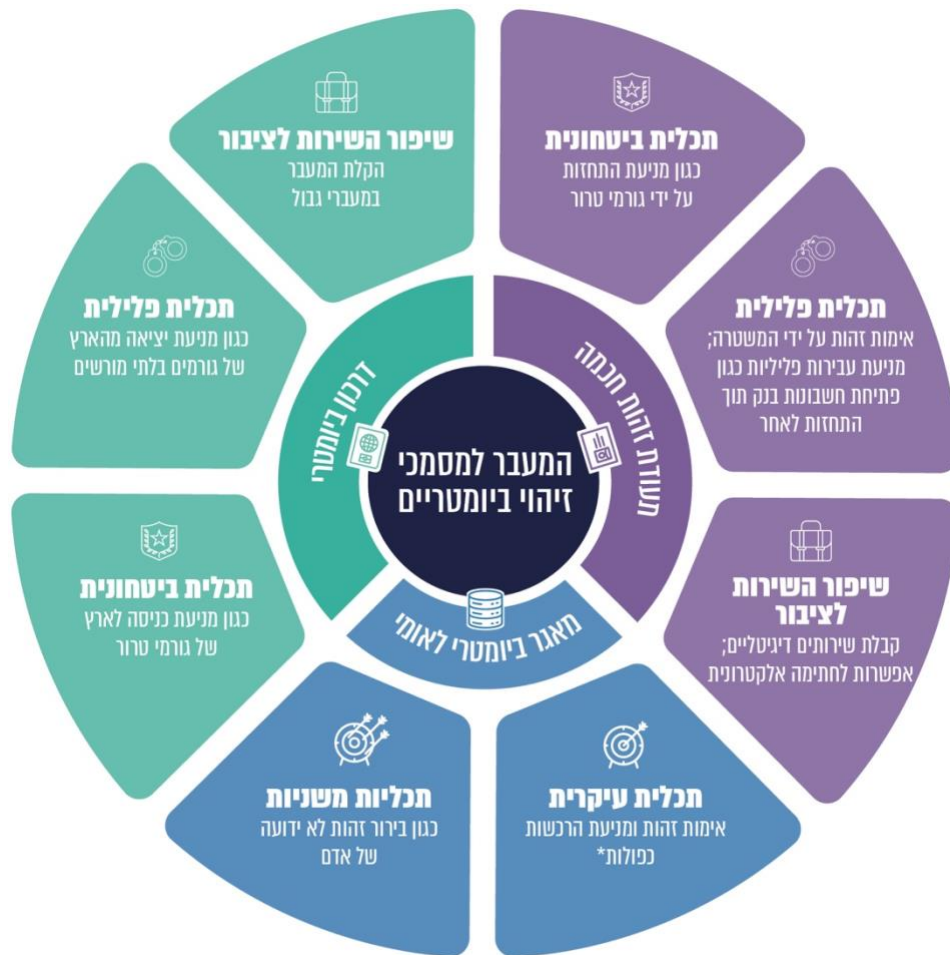 המעבר למסמכי
זיהוי ביומטריים
תעודת זהות חכמה
תכלית ביטחונית
כגון מניעת התחזות
על ידי גורמי טרור
תכלית פלילית
אימות זהות על ידי המשטרה;
מניעת עבירות פליליות כגון
פתיחת חשבונות בנק תוך
התחזות לאחר
שיפור השירות
לציבור
קבלת שירותים דיגיטליים;
אפשרות לחתימה אלקטרונית
מאגר ביומטרי לאומי
תכלית עיקרית
אימות זהות ומניעת הרכשות
כפולות*
תכליות משניות
כגון בירור זהות לא ידועה
של אדם
דרכון ביומטרי
תכלית ביטחונית
כגון מניעת כניסה לארץ
של גורמי טרור
תכלית פלילית
כגון מניעת יציאה מהארץ
של גורמים בלתי מורשים
שיפור השירות לציבור
הקלת המעבר
במעברי גבול